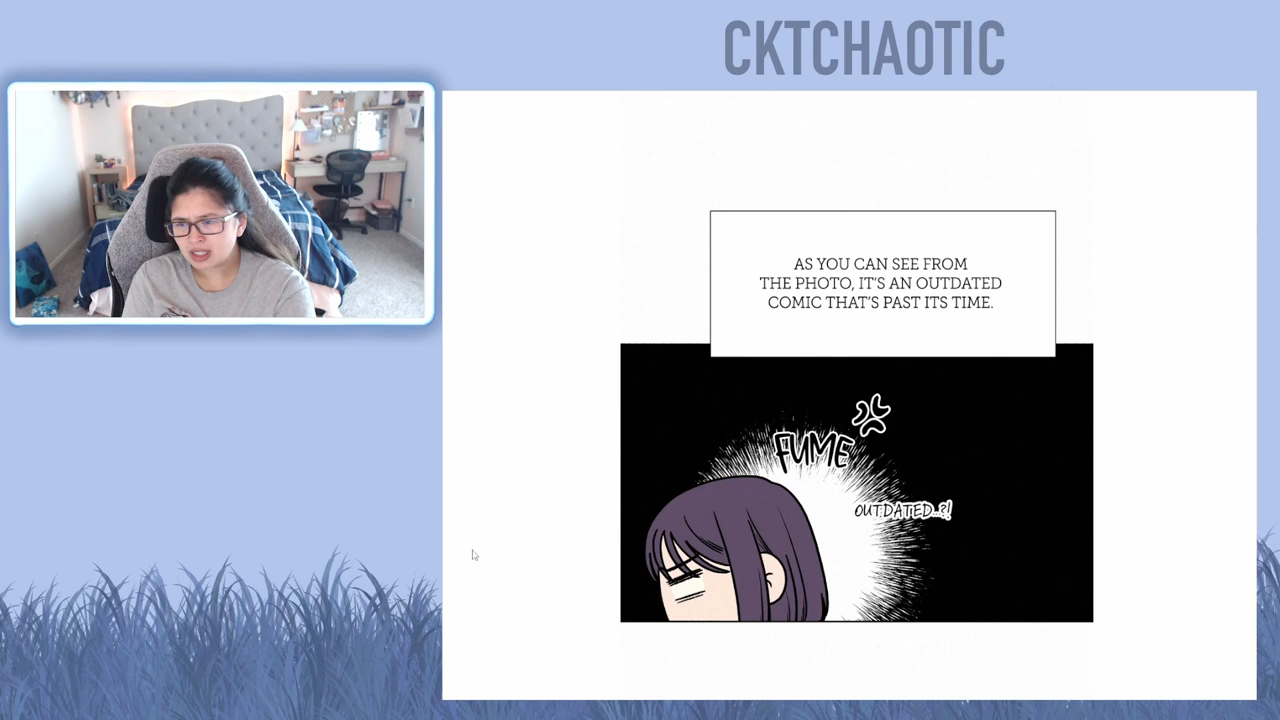 CKTCHAOTIC
AS YOU CAN SEE FROM
THE PHOTO, IT'S AN OUTDATED
COMIC THAT'S PAST ITS TIME.
FUME
OUTDATED..?!